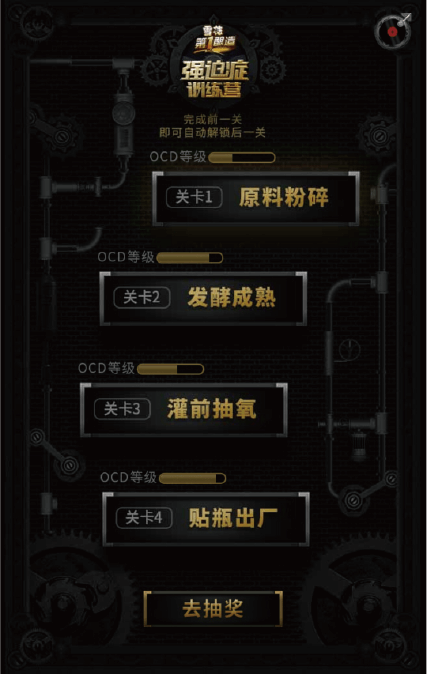 雪花
第1酿造
强迫症
训练营
完成前一关
即可自动解锁后一关
OCD等级
关卡1 原料粉碎
OCD等级
关卡2 发酵成熟
OCD等级
关卡3 灌前抽氧
OCD等级
关卡4 贴瓶出厂
去抽奖